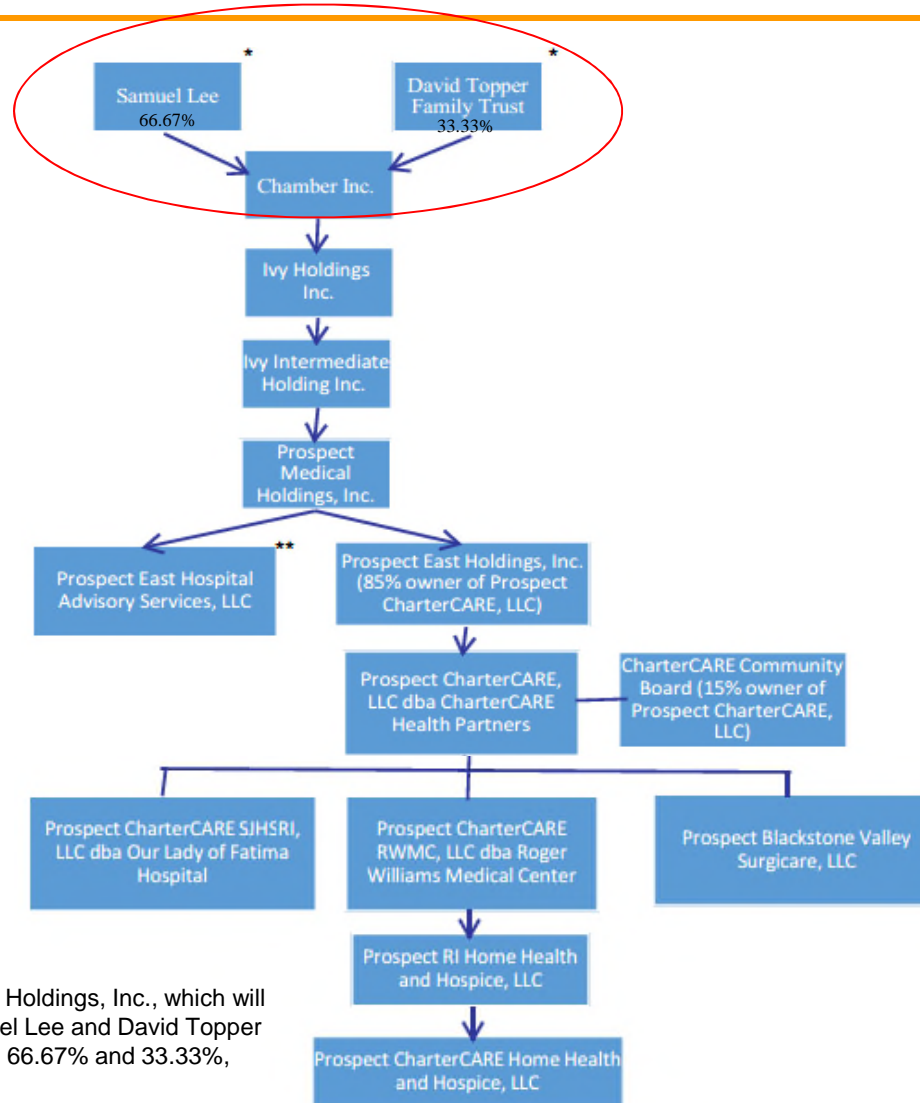 *
*
Samuel Lee
66.67%
David Topper
Family Trust
33.33%
Chamber Inc.
Ivy Holdings
Inc.
Ivy Intermediate
Holding Inc.
Prospect
Medical
Holdings, Inc.
**
Prospect East Hospital
Advisory Services, LLC
Prospect East Holdings, Inc.
(85% owner of Prospect
CharterCARE, LLC)
Prospect CharterCARE,
LLC dba CharterCARE
Health Partners
CharterCARE Community
Board (15% owner of
Prospect CharterCARE,
LLC)
Prospect CharterCARE SJHSRI,
LLC dba Our Lady of Fatima
Hospital
Prospect CharterCARE
RWMC, LLC dba Roger
Williams Medical Center
Prospect Blackstone Valley
Surgicare, LLC
Prospect RI Home Health
and Hospice, LLC
Prospect CharterCARE Home Health
and Hospice, LLC
Holdings, Inc., which will
el Lee and David Topper
66.67% and 33.33%,